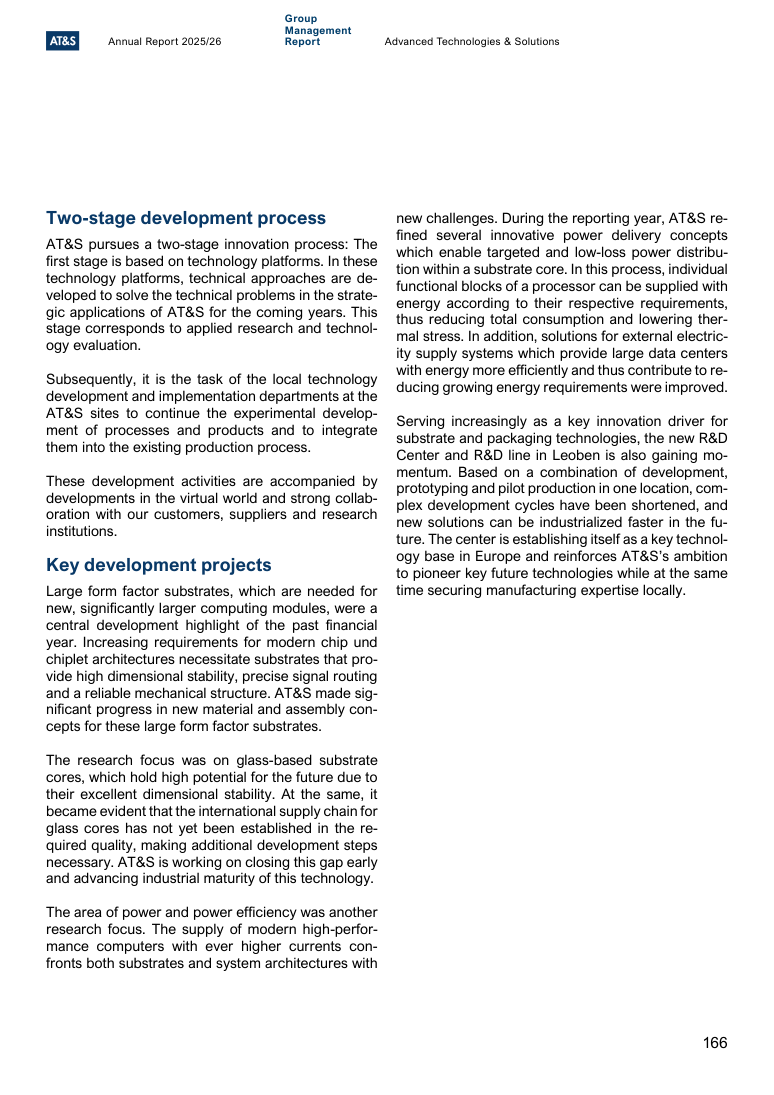 AT&S
Annual Report 2025/26
Group
Management
Report
Advanced Technologies & Solutions
Two-stage development process
AT&S pursues a two-stage innovation process: The
first stage is based on technology platforms. In these
technology platforms, technical approaches are de-
veloped to solve the technical problems in the strate-
gic applications of AT&S for the coming years. This
stage corresponds to applied research and technol-
ogy evaluation.
Subsequently, it is the task of the local technology
development and implementation departments at the
AT&S sites to continue the experimental develop-
ment of processes and products and to integrate
them into the existing production process.
These development activities are accompanied by
developments in the virtual world and strong collab-
oration with our customers, suppliers and research
institutions.
Key development projects
Large form factor substrates, which are needed for
new, significantly larger computing modules, were a
central development highlight of the past financial
year. Increasing requirements for modern chip und
chiplet architectures necessitate substrates that pro-
vide high dimensional stability, precise signal routing
and a reliable mechanical structure. AT&S made sig-
nificant progress in new material and assembly con-
cepts for these large form factor substrates.
The research focus was on glass-based substrate
cores, which hold high potential for the future due to
their excellent dimensional stability. At the same, it
became evident that the international supply chain for
glass cores has not yet been established in the re-
quired quality, making additional development steps
necessary. AT&S is working on closing this gap early
and advancing industrial maturity of this technology.
The area of power and power efficiency was another
research focus. The supply of modern high-perfor-
mance computers with ever higher currents con-
fronts both substrates and system architectures with
new challenges. During the reporting year, AT&S re-
fined several innovative power delivery concepts
which enable targeted and low-loss power distribu-
tion within a substrate core. In this process, individual
functional blocks of a processor can be supplied with
energy according to their respective requirements,
thus reducing total consumption and lowering ther-
mal stress. In addition, solutions for external electric-
ity supply systems which provide large data centers
with energy more efficiently and thus contribute to re-
ducing growing energy requirements were improved.
Serving increasingly as a key innovation driver for
substrate and packaging technologies, the new R&D
Center and R&D line in Leoben is also gaining mo-
mentum. Based on a combination of development,
prototyping and pilot production in one location, com-
plex development cycles have been shortened, and
new solutions can be industrialized faster in the fu-
ture. The center is establishing itself as a key technol-
ogy base in Europe and reinforces AT&S's ambition
to pioneer key future technologies while at the same
time securing manufacturing expertise locally.
166